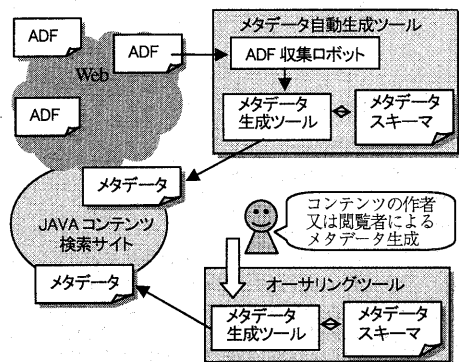 メタデータ自動生成ツール
ADF
ADF
ADF 収集ロボット
Web
ADF
メタデータ
生成ツール
メタデータ
スキーマ
メタデータ
JAVA コンテンツ
検索サイト
コンテンツの作者
又は閲覧者による
メタデータ生成
メタデータ
オーサリングツール
メタデータ
生成ツール
メタデータ
スキーマ